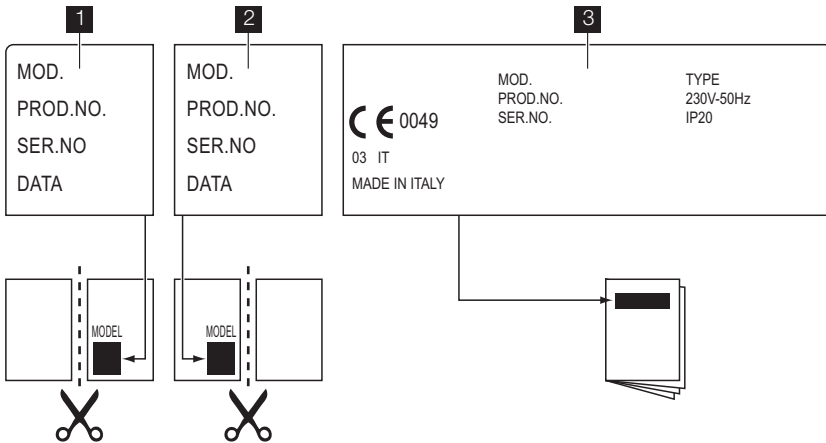 1
2
3
MOD.
PROD.NO.
SER.NO
DATA
MOD.
PROD.NO.
SER.NO
DATA
CE 0049
03 IT
MADE IN ITALY
MOD.
PROD.NO.
SER.NO.
TYPE
230V-50Hz
IP20
MODEL
MODEL